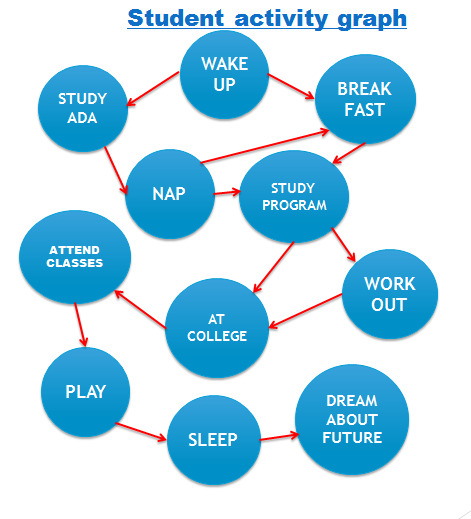 Student activity graph
WAKE
UP
BREAK
FAST
STUDY
ADA
NAP
STUDY
PROGRAM
ATTEND
CLASSES
WORK
OUT
AT
COLLEGE
PLAY
SLEEP
DREAM
ABOUT
FUTURE